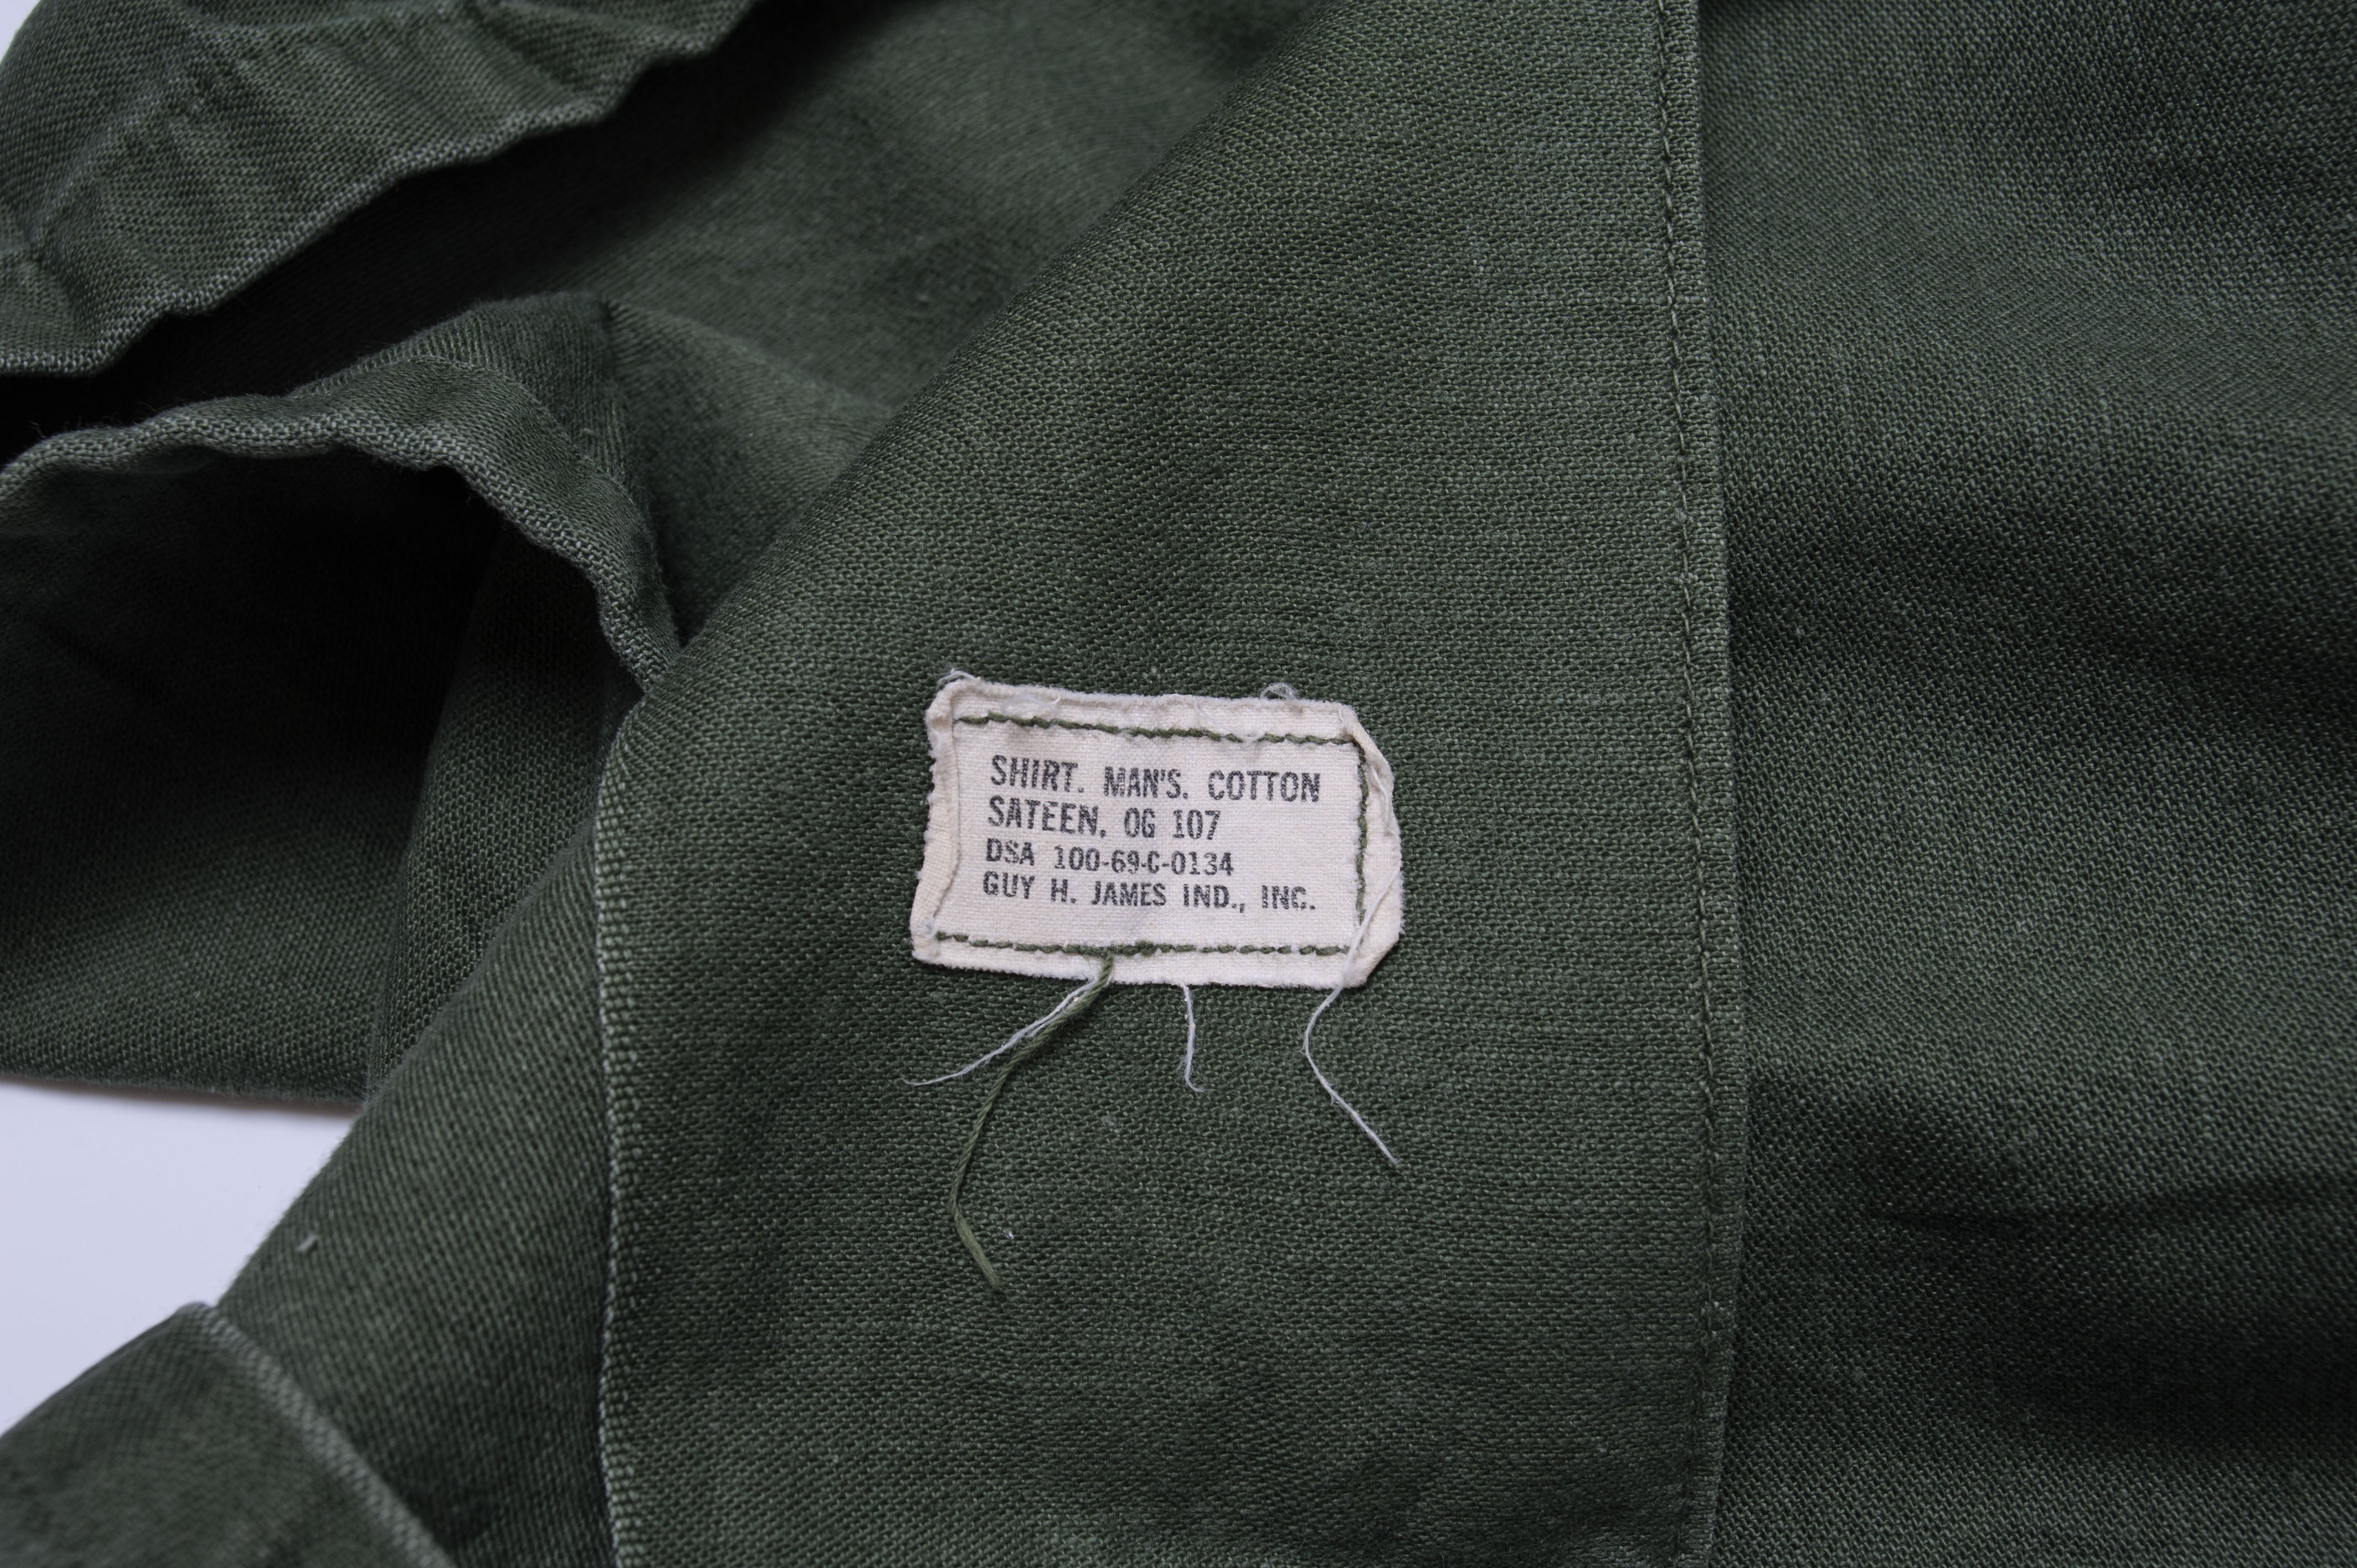 SHIRT. MAN'S. COTTON
SATEEN, OG 107
DSA 100-69-C-0134
GUY H. JAMES IND., INC.